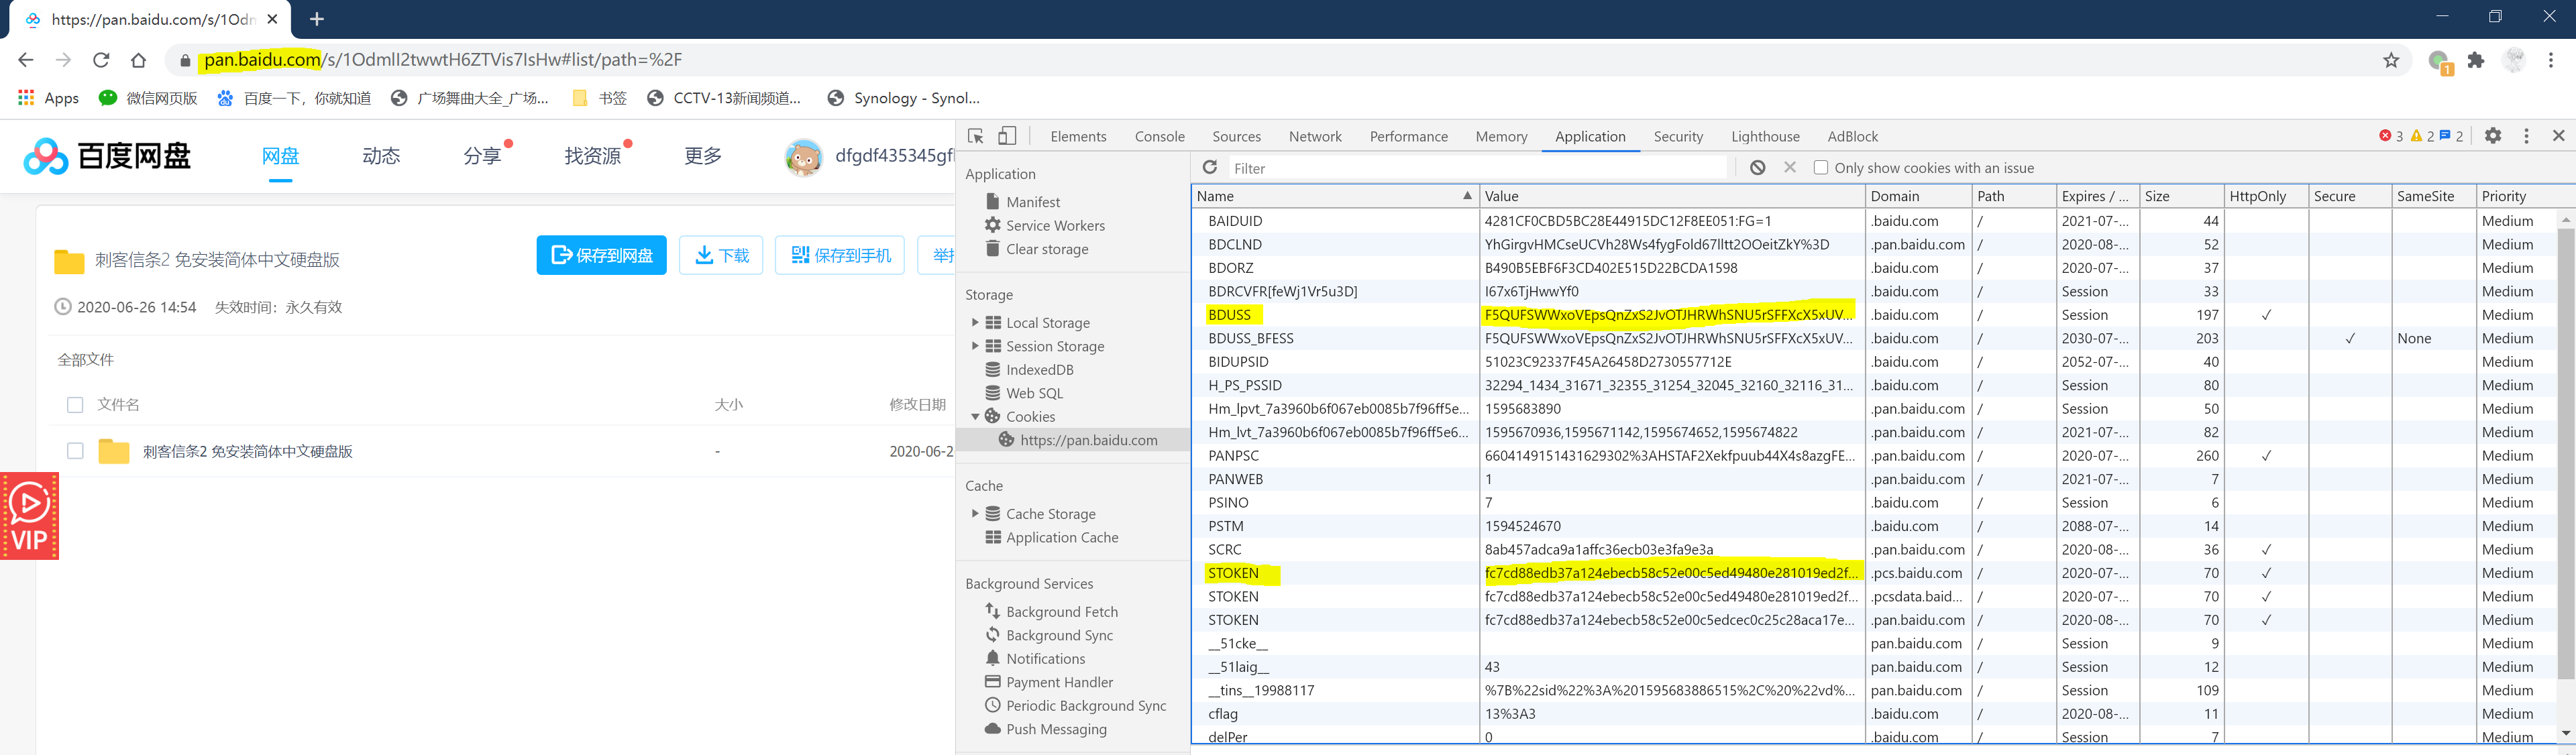 https://pan.baidu.com/s/1Odn
pan.baidu.com/s/1OdmlI2twwtH6ZTVis7IsHw#list/path=%2F
1
Apps 微信网页版 百度一下，你就知道 广场舞曲大全_广场... 书签 CCTV-13新闻频道... Synology - Synol...
百度网盘 网盘 动态 分享 找资源 更多 dfgdf435345gfl
刺客信条2 免安装简体中文硬盘版 保存到网盘 下载 保存到手机 举报
2020-06-26 14:54 失效时间：永久有效
全部文件
文件名 大小 修改日期
刺客信条2 免安装简体中文硬盘版 - 2020-06-2
VIP
Elements Console Sources Network Performance Memory Application Security Lighthouse AdBlock 3 2 2
Application
Manifest
Service Workers
Clear storage
Storage
Local Storage
Session Storage
IndexedDB
Web SQL
Cookies
https://pan.baidu.com
Cache
Cache Storage
Application Cache
Background Services
Background Fetch
Background Sync
Notifications
Payment Handler
Periodic Background Sync
Push Messaging
Filter Only show cookies with an issue
Name Value Domain Path Expires / ... Size HttpOnly Secure SameSite Priority
BAIDUID 4281CF0CBD5BC28E44915DC12F8EE051:FG=1 .baidu.com / 2021-07-... 44 Medium
BDCLND YhGirgvHMCseUCVh28Ws4fygFold67lltt2OOeitZkY%3D .pan.baidu.com / 2020-08-... 52 Medium
BDORZ B490B5EBF6F3CD402E515D22BCDA1598 .baidu.com / 2020-07-... 37 Medium
BDRCVFR[feWj1Vr5u3D] I67x6TjHwwYf0 .baidu.com / Session 33 Medium
BDUSS F5QUFSWWxoVEpsQnZxS2JvOTJHRWhSNU5rSFFXcX5xUV... .baidu.com / Session 197 ✓ Medium
BDUSS_BFESS F5QUFSWWxoVEpsQnZxS2JvOTJHRWhSNU5rSFFXcX5xUV... .baidu.com / 2030-07-... 203 ✓ None Medium
BIDUPSID 51023C92337F45A26458D2730557712E .baidu.com / 2052-07-... 40 Medium
H_PS_PSSID 32294_1434_31671_32355_31254_32045_32160_32116_31... .baidu.com / Session 80 Medium
Hm_lpvt_7a3960b6f067eb0085b7f96ff5e... 1595683890 .pan.baidu.com / Session 50 Medium
Hm_lvt_7a3960b6f067eb0085b7f96ff5e6... 1595670936,1595671142,1595674652,1595674822 .pan.baidu.com / 2021-07-... 82 Medium
PANPSC 6604149151431629302%3AHSTAF2Xekfpuub44X4s8azgFE... .pan.baidu.com / 2020-07-... 260 ✓ Medium
PANWEB 1 .pan.baidu.com / 2021-07-... 7 Medium
PSINO 7 .baidu.com / Session 6 Medium
PSTM 1594524670 .baidu.com / 2088-07-... 14 Medium
SCRC 8ab457adca9a1affc36ecb03e3fa9e3a .pan.baidu.com / 2020-08-... 36 ✓ Medium
STOKEN fc7cd88edb37a124ebecb58c52e00c5ed49480e281019ed2f... .pcs.baidu.com / 2020-07-... 70 ✓ Medium
STOKEN fc7cd88edb37a124ebecb58c52e00c5ed49480e281019ed2f... .pcsdata.baid... / 2020-07-... 70 ✓ Medium
STOKEN fc7cd88edb37a124ebecb58c52e00c5edcec0c25c28aca17e... .pan.baidu.com / 2020-08-... 70 ✓ Medium
__51cke__ pan.baidu.com / Session 9 Medium
__51laig__ 43 pan.baidu.com / Session 12 Medium
__tins__19988117 %7B%22sid%22%3A%201595683886515%2C%20%22vd%... pan.baidu.com / Session 109 Medium
cflag 13%3A3 .baidu.com / 2020-08-... 11 Medium
delPer 0 .baidu.com / Session 7 Medium